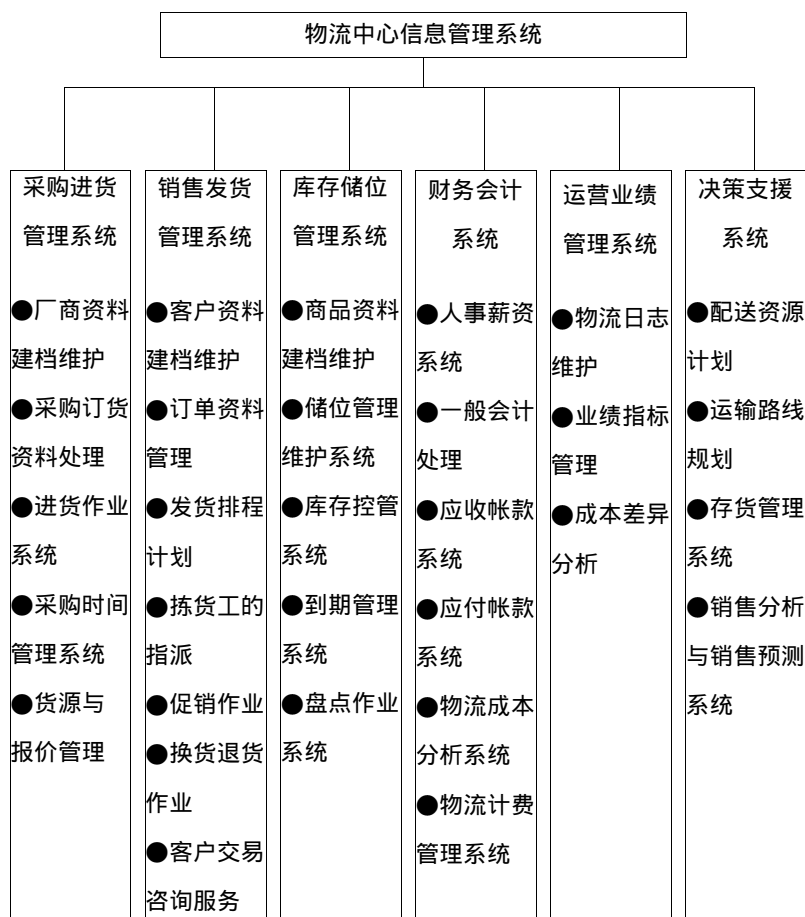 物流中心信息管理系统
采购进货
管理系统
●厂商资料
建档维护
●采购订货
资料处理
●进货作业
系统
●采购时间
管理系统
●货源与
报价管理
销售发货
管理系统
●客户资料
建档维护
●订单资料
管理
●发货排程
计划
●拣货工的
指派
●促销作业
●换货退货
作业
●客户交易
咨询服务
库存储位
管理系统
●商品资料
建档维护
●储位管理
维护系统
●库存控管
系统
●到期管理
系统
●盘点作业
系统
财务会计
系统
●人事薪资
系统
●一般会计
处理
●应收帐款
系统
●应付帐款
系统
●物流成本
分析系统
●物流计费
管理系统
运营业绩
管理系统
●物流日志
维护
●业绩指标
管理
●成本差异
分析
决策支援
系统
●配送资源
计划
●运输路线
规划
●存货管理
系统
●销售分析
与销售预测
系统